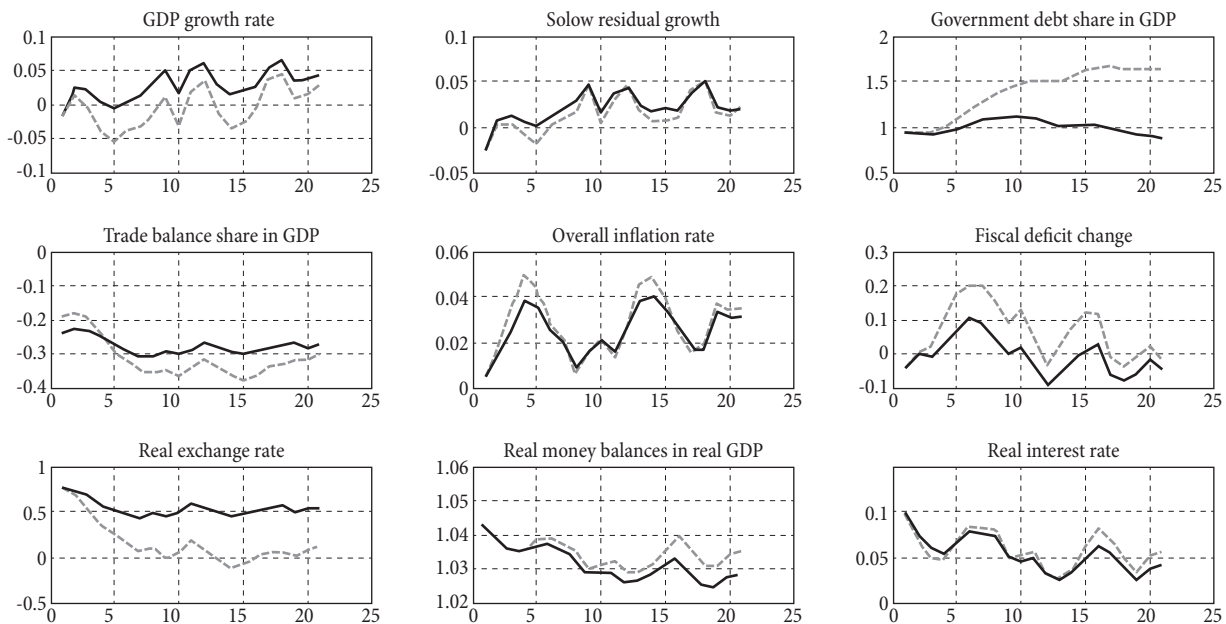 GDP growth rate
0.1
0.05
0
-0.05
-0.1
0 5 10 15 20 25
Solow residual growth
0.1
0.05
0
-0.05
0 5 10 15 20 25
Government debt share in GDP
2
1.5
1
0.5
0 5 10 15 20 25
Trade balance share in GDP
0
-0.1
-0.2
-0.3
-0.4
0 5 10 15 20 25
Overall inflation rate
0.06
0.04
0.02
0
0 5 10 15 20 25
Fiscal deficit change
0.3
0.2
0.1
0
-0.1
0 5 10 15 20 25
Real exchange rate
1
0.5
0
-0.5
0 5 10 15 20 25
Real money balances in real GDP
1.06
1.05
1.04
1.03
1.02
0 5 10 15 20 25
Real interest rate
0.1
0.05
0
0 5 10 15 20 25